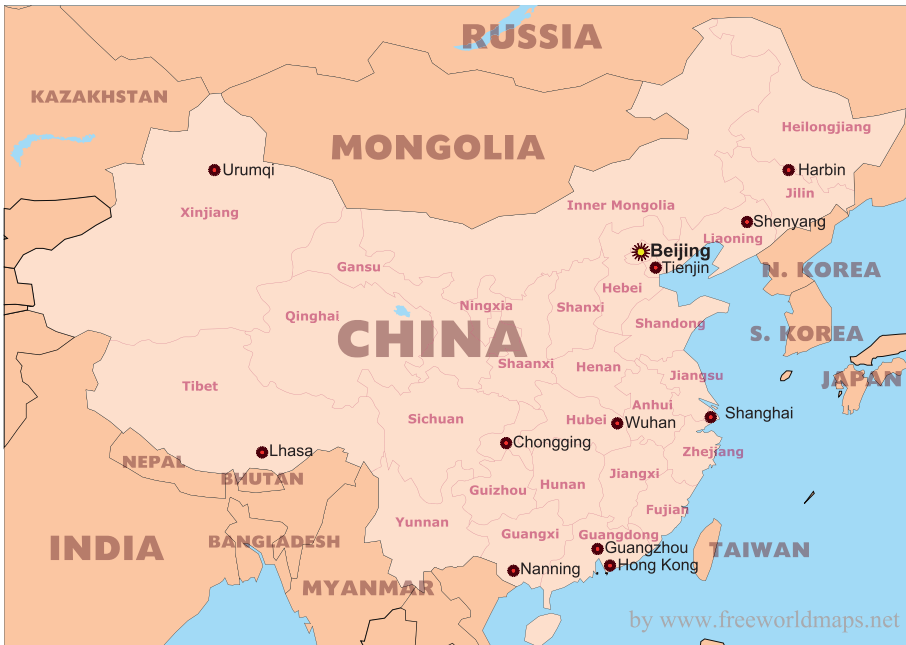 RUSSIA
KAZAKHSTAN
MONGOLIA
Heilongjiang
Urumqi
Harbin
Jilin
Xinjiang
Inner Mongolia
Shenyang
Liaoning
Beijing
Tienjin
Gansu
N. KOREA
Hebei
Ningxia
Shanxi
Qinghai
Shandong
CHINA
S. KOREA
Shaanxi
Henan
Jiangsu
JAPAN
Tibet
Anhui
Shanghai
Sichuan
Hubei
Wuhan
Chongging
Lhasa
Zhejiang
NEPAL
BHUTAN
Jiangxi
Hunan
Guizhou
Fujian
Yunnan
Guangxi
Guangdong
BANGLADESH
INDIA
Guangzhou
TAIWAN
Hong Kong
Nanning
MYANMAR
by www.freeworldmaps.net